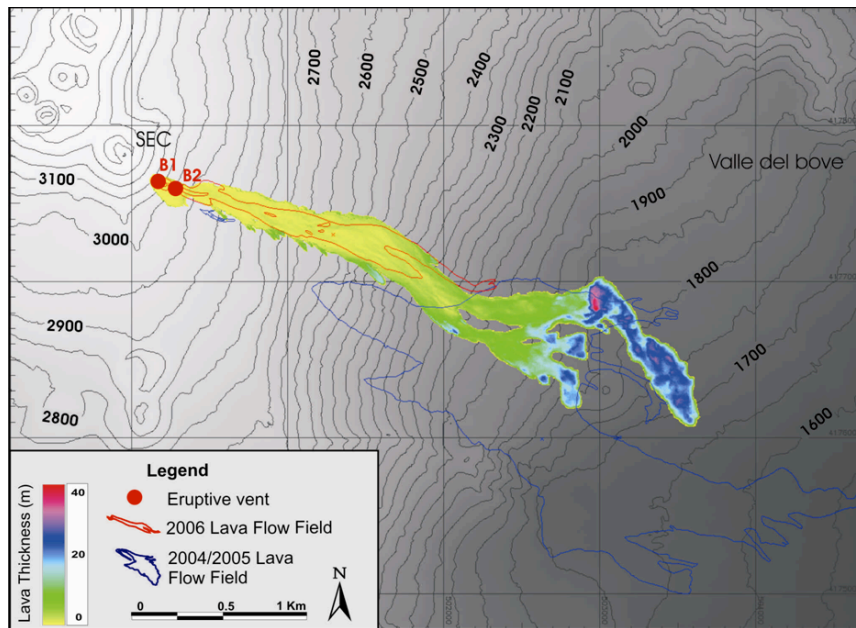 2700
2600
2500
2400
2300
2200
2100
2000
1900
1800
1700
1600
SEC
B1
B2
Valle del bove
3100
3000
2900
2800
Legend
Eruptive vent
2006 Lava Flow Field
2004/2005 Lava
Flow Field
Lava Thickness (m)
40
20
0
0 0.5 1 Km
N